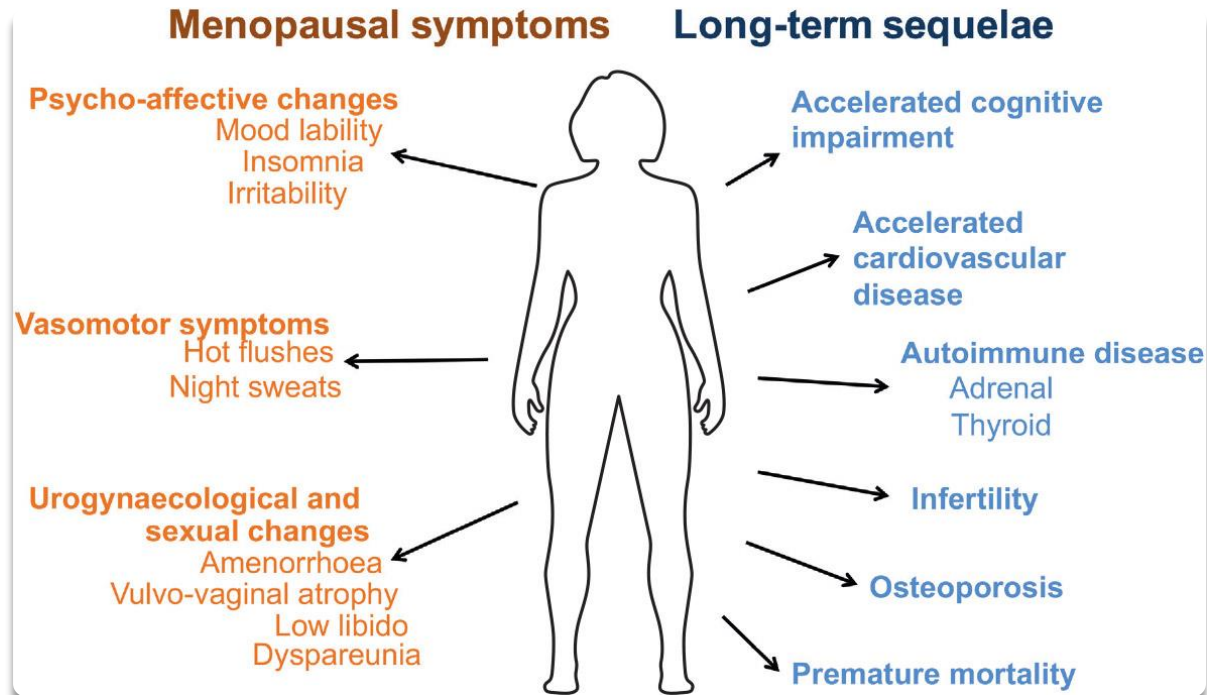 Menopausal symptoms
Psycho-affective changes
Mood lability
Insomnia
Irritability
Vasomotor symptoms
Hot flushes
Night sweats
Urogynaecological and
sexual changes
Amenorrhoea
Vulvo-vaginal atrophy
Low libido
Dyspareunia
Long-term sequelae
Accelerated cognitive
impairment
Accelerated
cardiovascular
disease
Autoimmune disease
Adrenal
Thyroid
Infertility
Osteoporosis
Premature mortality